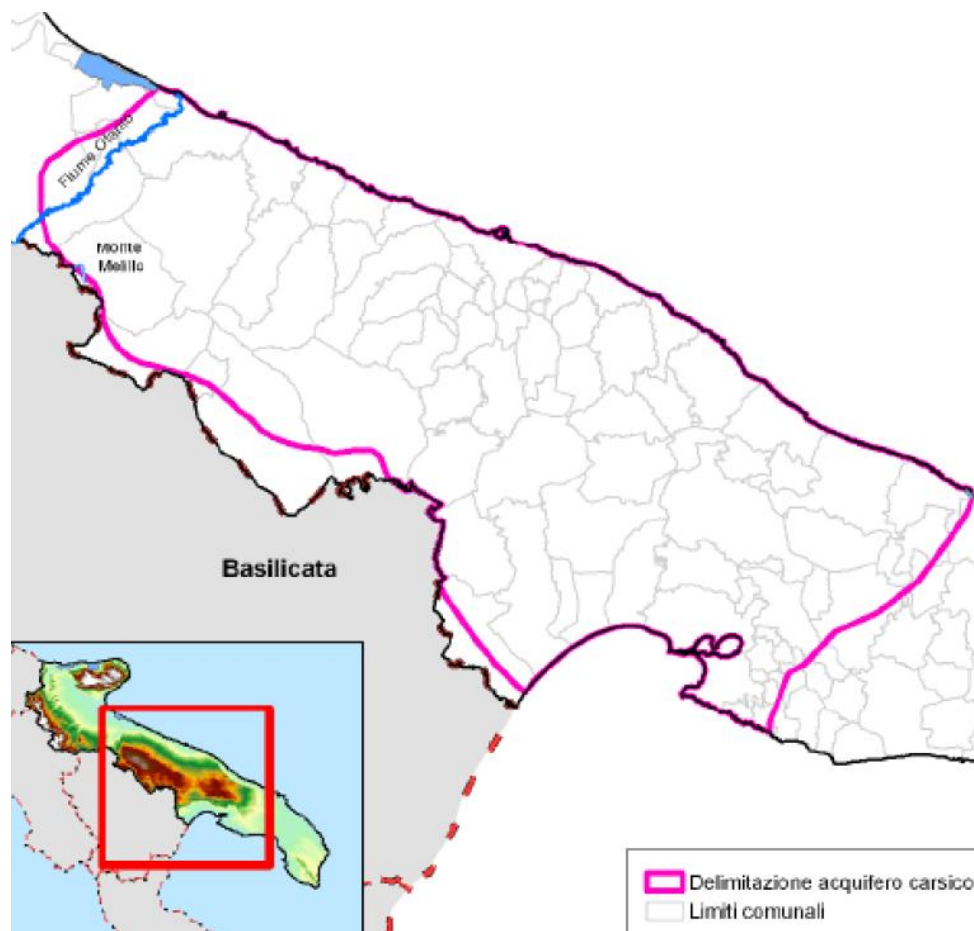 Fiume Ofanto
Monte
Melillo
Basilicata
Delimitazione acquifero carsico
Limiti comunali